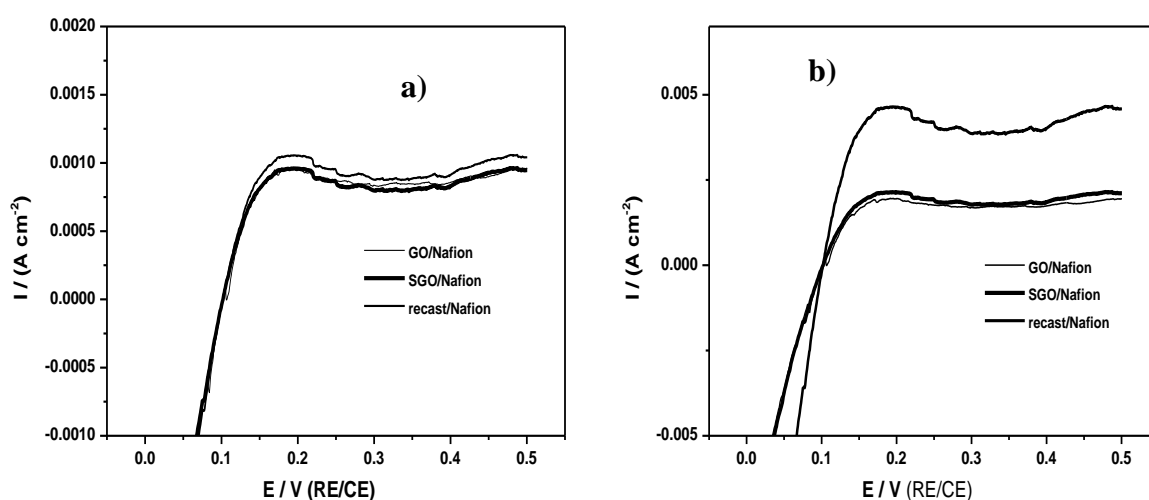 a)
0.0020
0.0015
0.0010
0.0005
0.0000
-0.0005
-0.0010
I / (A cm-2)
GO/Nafion
SGO/Nafion
recast/Nafion
0.0 0.1 0.2 0.3 0.4 0.5
E / V (RE/CE)
b)
0.005
0.000
-0.005
I / (A cm-2)
GO/Nafion
SGO/Nafion
recast/Nafion
0.0 0.1 0.2 0.3 0.4 0.5
E / V (RE/CE)